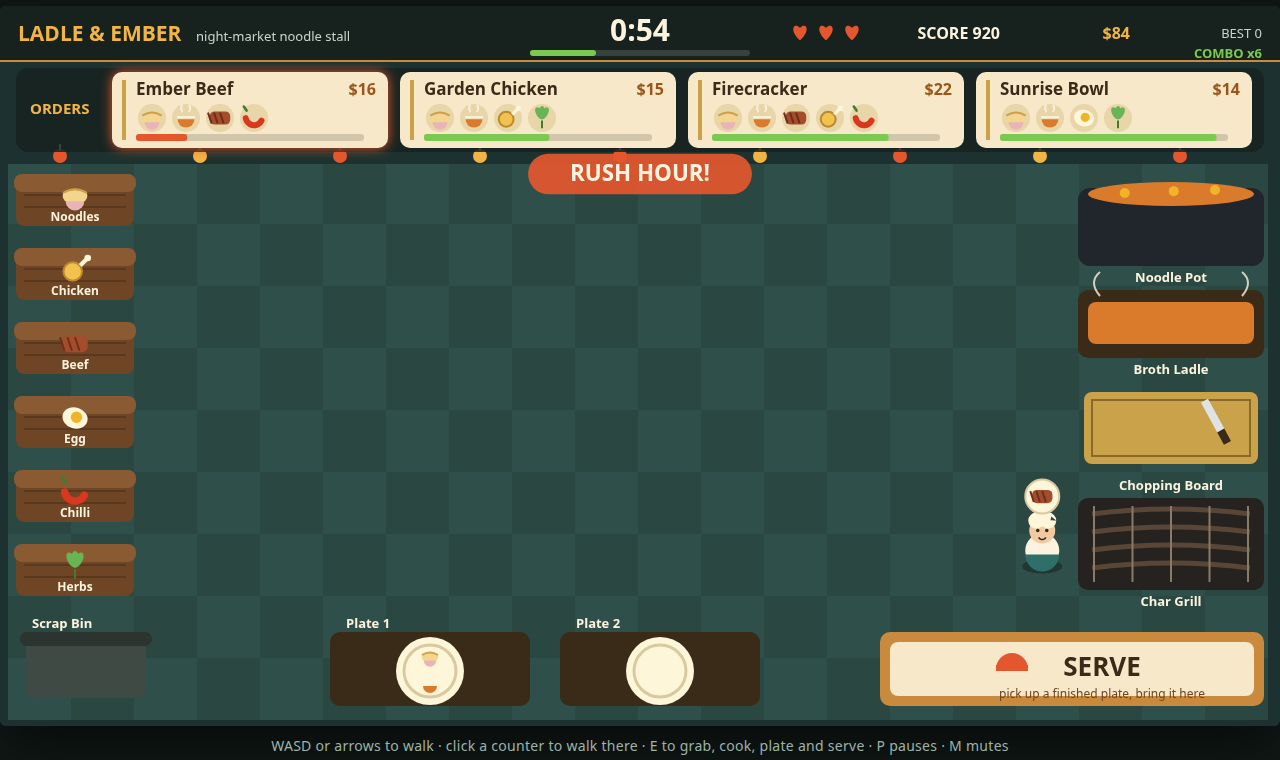 LADLE & EMBER night-market noodle stall
0:54
SCORE 920
$84
BEST 0
COMBO x6
ORDERS
Ember Beef $16
Garden Chicken $15
Firecracker $22
Sunrise Bowl $14
RUSH HOUR!
Noodles
Chicken
Beef
Egg
Chilli
Herbs
Scrap Bin
Noodle Pot
Broth Ladle
Chopping Board
Char Grill
Plate 1
Plate 2
SERVE
pick up a finished plate, bring it here
WASD or arrows to walk · click a counter to walk there · E to grab, cook, plate and serve · P pauses · M mutes